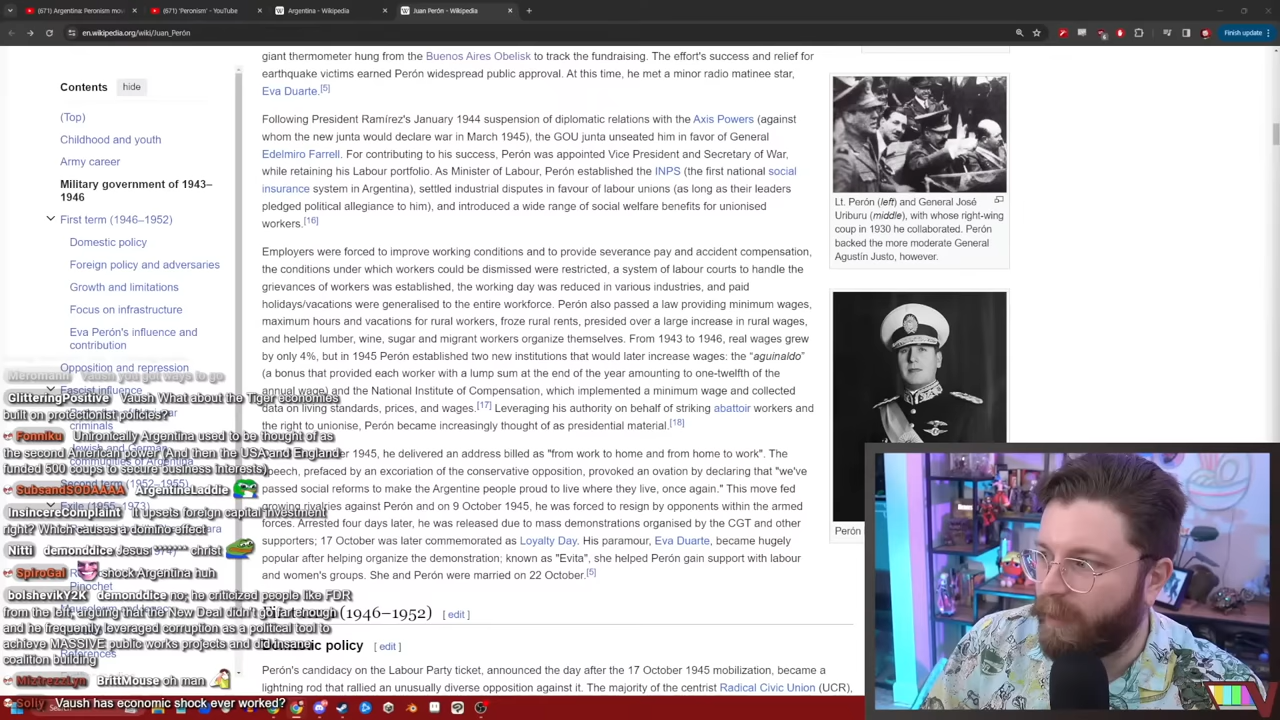 (671) Argentina: Peronism mov
(671) 'Peronism' - YouTube
Argentina - Wikipedia
Juan Perón - Wikipedia
en.wikipedia.org/wiki/Juan_Perón
Finish update
Contents hide
(Top)
Childhood and youth
Army career
Military government of 1943–
1946
First term (1946–1952)
Domestic policy
Foreign policy and adversaries
Growth and limitations
Focus on infrastructure
Eva Perón's influence and
contribution
Opposition and repression
Fascist influence
criminals
Jewish and German
communities of Argentina
Second term (1952–1955)
Exile (1955–1973)
Pinochet
References
giant thermometer hung from the Buenos Aires Obelisk to track the fundraising. The effort's success and relief for
earthquake victims earned Perón widespread public approval. At this time, he met a minor radio matinee star,
Eva Duarte.[5]
Following President Ramírez's January 1944 suspension of diplomatic relations with the Axis Powers (against
whom the new junta would declare war in March 1945), the GOU junta unseated him in favor of General
Edelmiro Farrell. For contributing to his success, Perón was appointed Vice President and Secretary of War,
while retaining his Labour portfolio. As Minister of Labour, Perón established the INPS (the first national social
insurance system in Argentina), settled industrial disputes in favour of labour unions (as long as their leaders
pledged political allegiance to him), and introduced a wide range of social welfare benefits for unionised
workers.[16]
Employers were forced to improve working conditions and to provide severance pay and accident compensation,
the conditions under which workers could be dismissed were restricted, a system of labour courts to handle the
grievances of workers was established, the working day was reduced in various industries, and paid
holidays/vacations were generalised to the entire workforce. Perón also passed a law providing minimum wages,
maximum hours and vacations for rural workers, froze rural rents, presided over a large increase in rural wages,
and helped lumber, wine, sugar and migrant workers organize themselves. From 1943 to 1946, real wages grew
by only 4%, but in 1945 Perón established two new institutions that would later increase wages: the "aguinaldo"
(a bonus that provided each worker with a lump sum at the end of the year amounting to one-twelfth of the
annual wage) and the National Institute of Compensation, which implemented a minimum wage and collected
data on living standards, prices, and wages.[17] Leveraging his authority on behalf of striking abattoir workers and
the right to unionise, Perón became increasingly thought of as presidential material.[18]
1945, he delivered an address billed as "from work to home and from home to work". The
speech, prefaced by an excoriation of the conservative opposition, provoked an ovation by declaring that "we've
passed social reforms to make the Argentine people proud to live where they live, once again." This move fed
growing rivalries against Perón and on 9 October 1945, he was forced to resign by opponents within the armed
forces. Arrested four days later, he was released due to mass demonstrations organised by the CGT and other
supporters; 17 October was later commemorated as Loyalty Day. His paramour, Eva Duarte, became hugely
popular after helping organize the demonstration; known as "Evita", she helped Perón gain support with labour
and women's groups. She and Perón were married on 22 October.[5]
(1946–1952) [ edit ]
Domestic policy [ edit ]
Perón's candidacy on the Labour Party ticket, announced the day after the 17 October 1945 mobilization, became a
lightning rod that rallied an unusually diverse opposition against it. The majority of the centrist Radical Civic Union (UCR),
Lt. Perón (left) and General José
Uriburu (middle), with whose right-wing
coup in 1930 he collaborated. Perón
backed the more moderate General
Agustín Justo, however.
Perón
Meromann Vaush you got ways to go
GlitteringPositive Vaush What about the Tiger economies
built on protectionist policies?
Fonniku Unironically Argentina used to be thought of as
the second American power (And then the USA and England
funded 500 coups to secure business interests)
SubsandSODAAAA ArgentineLaddie
InsincereComplaint it upsets foreign capital investment
right? Which causes a domino effect
Nitti demonddice Jesus ******* christ
SpiroGal shock Argentina huh
bolshevikY2K demonddice no; he criticized people like FDR
from the left, arguing that the New Deal didn't go far enough
and he frequently leveraged corruption as a political tool to
achieve MASSIVE public works projects and did insane
coalition building
MiztrezzLyn BrittMouse oh man
Solly Vaush has economic shock ever worked?